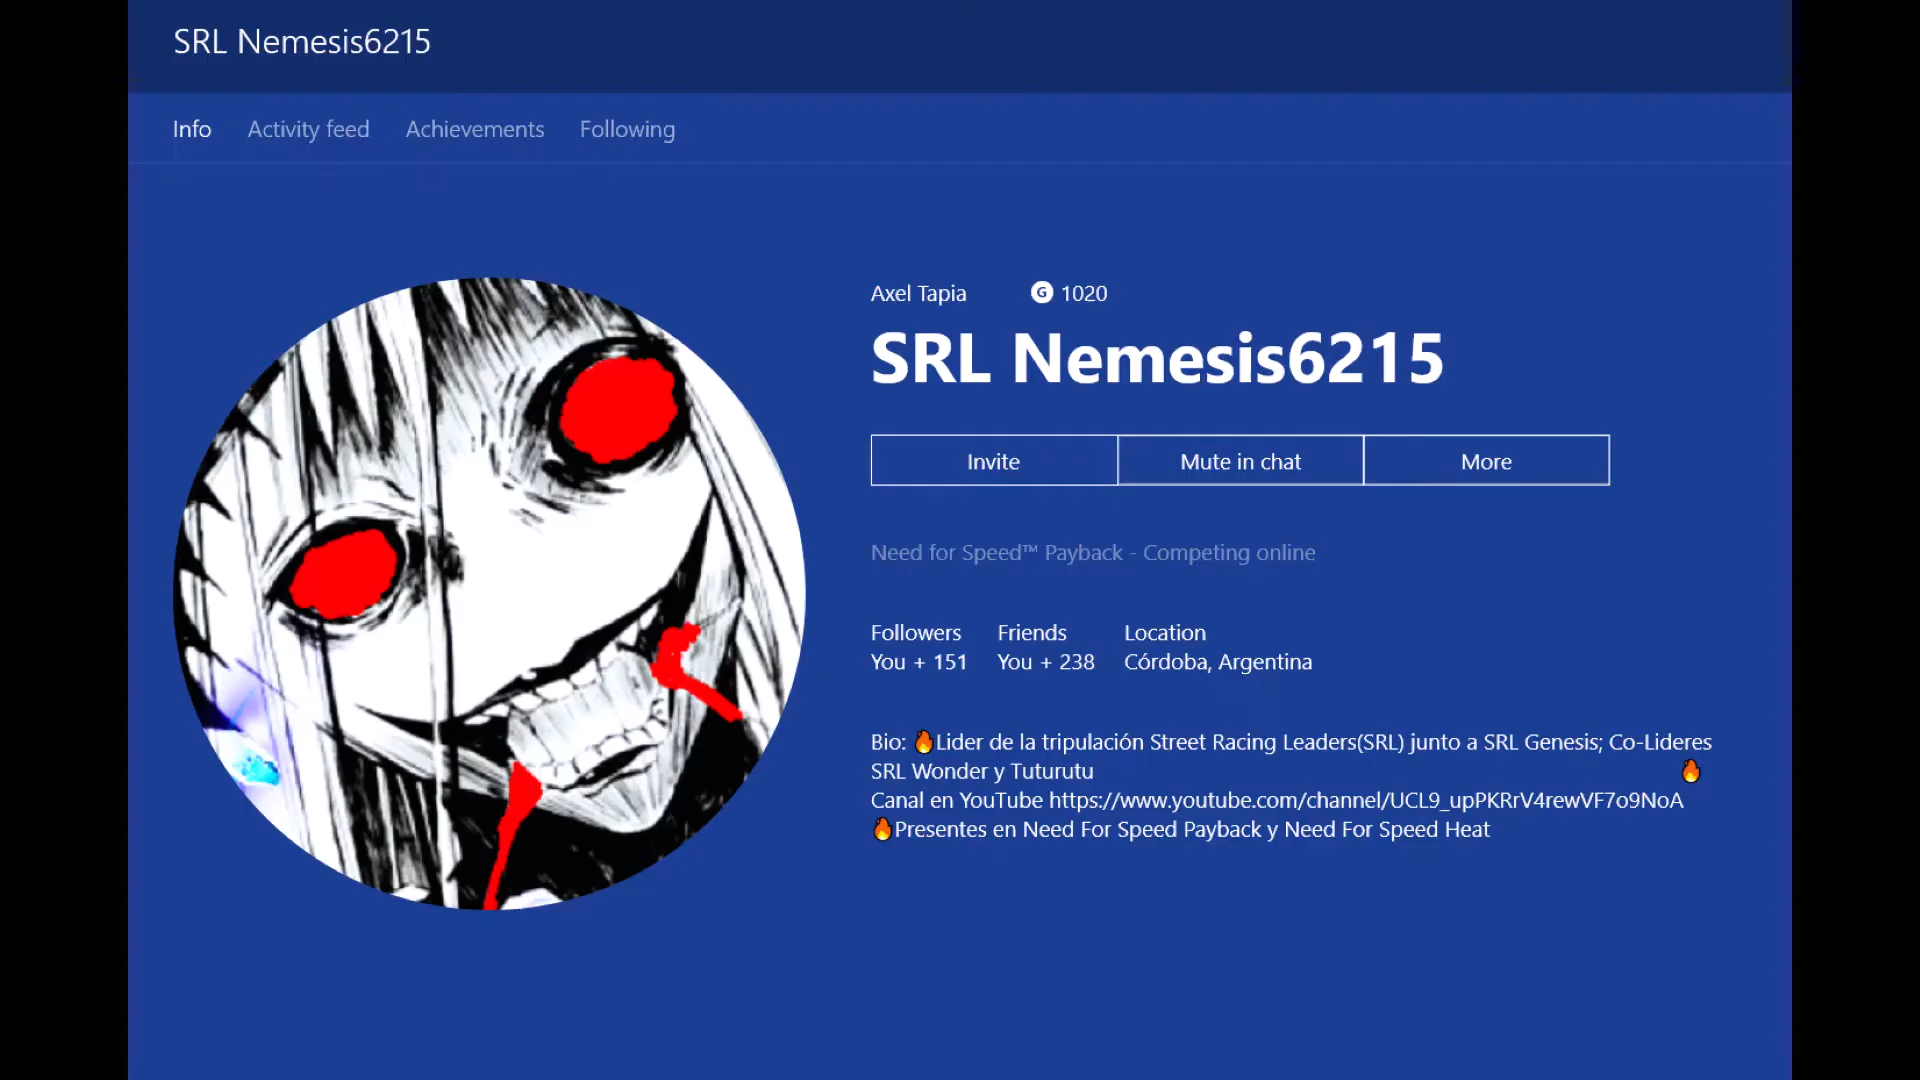 SRL Nemesis6215
Info Activity feed Achievements Following
Axel Tapia G 1020
SRL Nemesis6215
Invite Mute in chat More
Need for Speed™ Payback - Competing online
Followers Friends Location
You + 151 You + 238 Córdoba, Argentina
Bio: 🔥Lider de la tripulación Street Racing Leaders(SRL) junto a SRL Genesis; Co-Lideres
SRL Wonder y Tuturutu 🔥
Canal en YouTube https://www.youtube.com/channel/UCL9_upPKRrV4rewVF7o9NoA
🔥Presentes en Need For Speed Payback y Need For Speed Heat